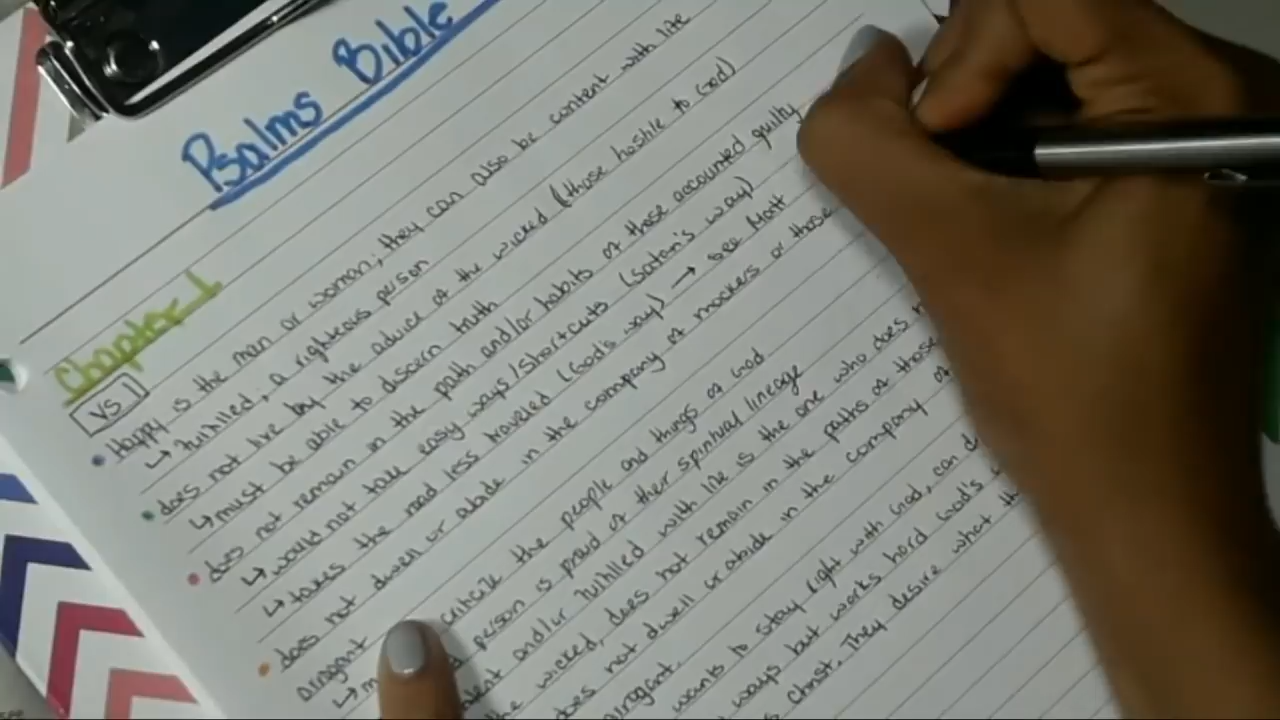 Psalms Bible
Chapter 1
VS 1
Happy is the man or woman; they can also be content with life
↳ fulfilled; a righteous person
does not live by the advice of the wicked (those hostile to God)
↳ must be able to discern truth
does not remain in the path and/or habits of those accounted guilty
↳ would not take easy ways/shortcuts (Satan's way)
↳ takes the road less traveled (God's way) → see Matt
does not dwell or abide in the company of mockers or those
arrogant
criticize the people and things of God
person is proud of their spiritual lineage
and/or fulfilled with life is the one who does
the wicked, does not remain in the paths of those
does not dwell or abide in the company of
arrogant.
wants to stay right with God, can
ways but works hard God's
Christ. They desire what